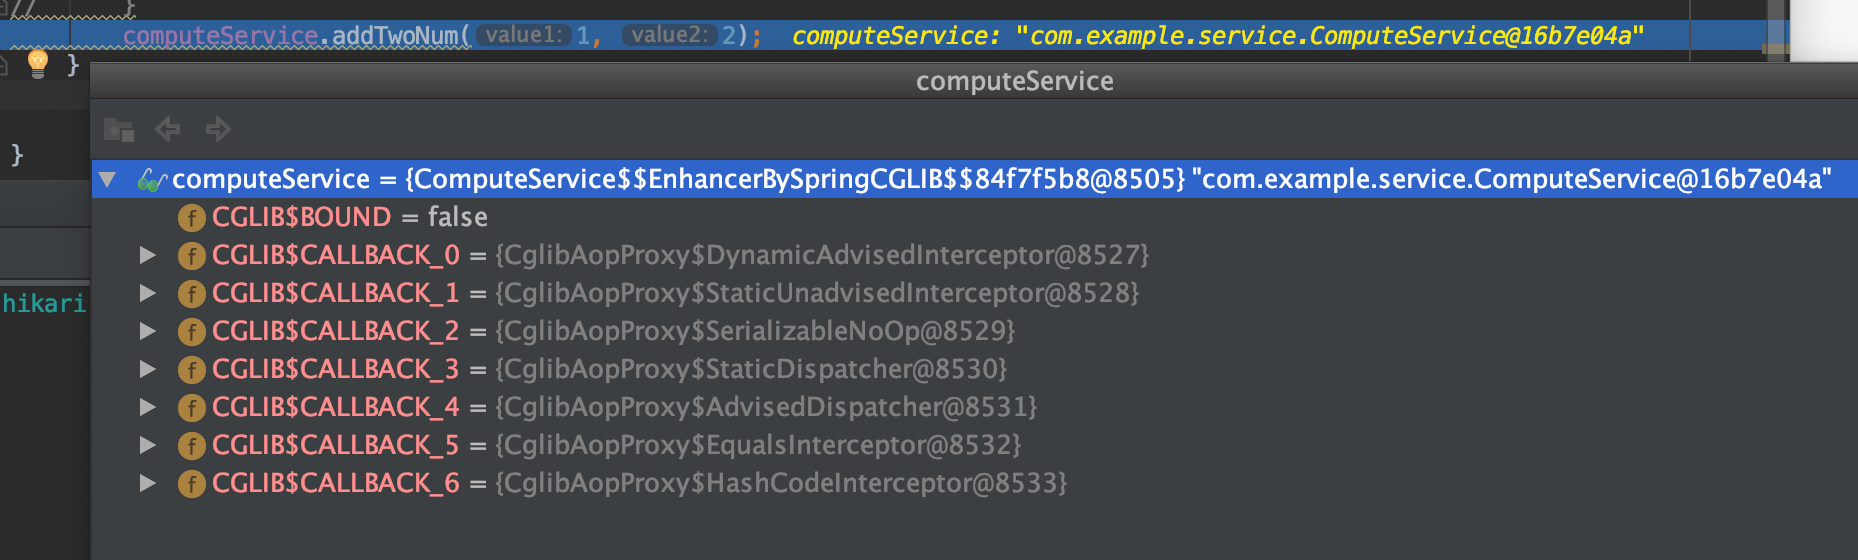 // }
computeService.addTwoNum( value1: 1, value2: 2); computeService: "com.example.service.ComputeService@16b7e04a"
}
computeService
}
computeService = {ComputeService$$EnhancerBySpringCGLIB$$84f7f5b8@8505} "com.example.service.ComputeService@16b7e04a"
f CGLIB$BOUND = false
f CGLIB$CALLBACK_0 = {CglibAopProxy$DynamicAdvisedInterceptor@8527}
f CGLIB$CALLBACK_1 = {CglibAopProxy$StaticUnadvisedInterceptor@8528}
hikari
f CGLIB$CALLBACK_2 = {CglibAopProxy$SerializableNoOp@8529}
f CGLIB$CALLBACK_3 = {CglibAopProxy$StaticDispatcher@8530}
f CGLIB$CALLBACK_4 = {CglibAopProxy$AdvisedDispatcher@8531}
f CGLIB$CALLBACK_5 = {CglibAopProxy$EqualsInterceptor@8532}
f CGLIB$CALLBACK_6 = {CglibAopProxy$HashCodeInterceptor@8533}